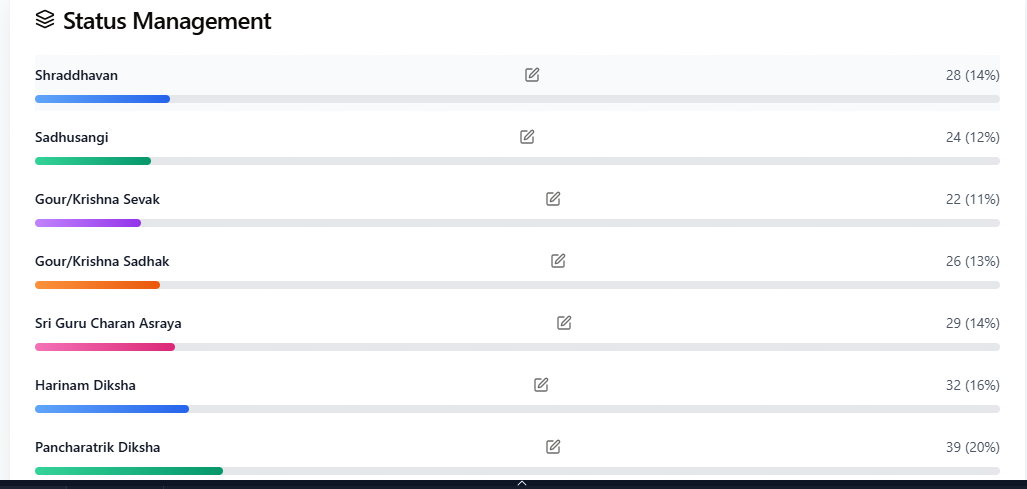 Status Management
Shraddhavan 28 (14%)
Sadhusangi 24 (12%)
Gour/Krishna Sevak 22 (11%)
Gour/Krishna Sadhak 26 (13%)
Sri Guru Charan Asraya 29 (14%)
Harinam Diksha 32 (16%)
Pancharatrik Diksha 39 (20%)